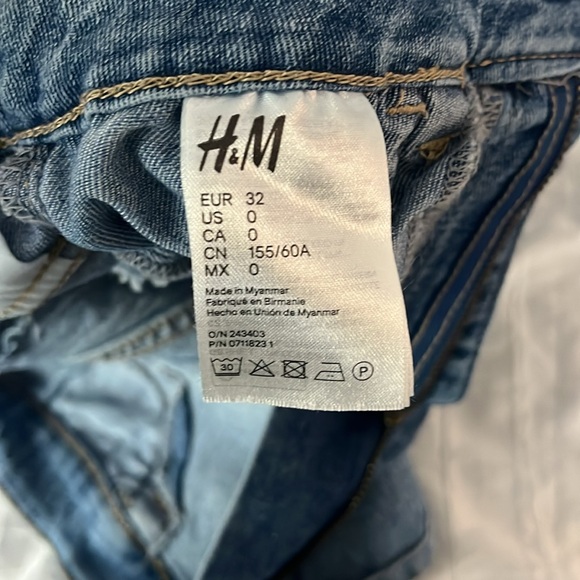 H&M
EUR 32
US 0
CA 0
CN 155/60A
MX 0
Made in Myanmar
Fabriqué en Birmanie
Hecho en Unión de Myanmar
O/N 243403
P/N 0711823 1
30
P